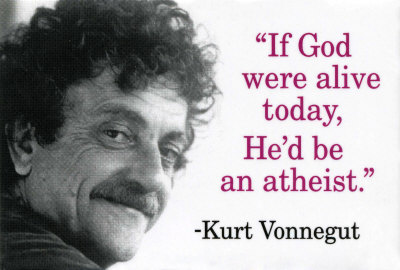 “If God
were alive
today,
He’d be
an atheist.”
-Kurt Vonnegut